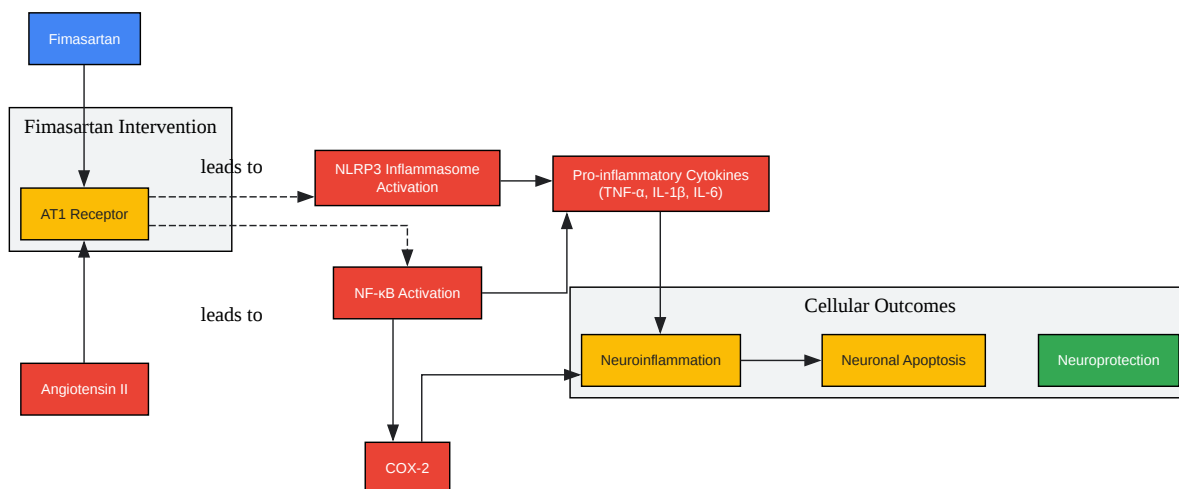 Fimasartan
Fimasartan Intervention
leads to
NLRP3 Inflammasome
Activation
Pro-inflammatory Cytokines
(TNF-α, IL-1β, IL-6)
AT1 Receptor
NF-κB Activation
leads to
Cellular Outcomes
Neuroinflammation
Neuronal Apoptosis
Neuroprotection
Angiotensin II
COX-2